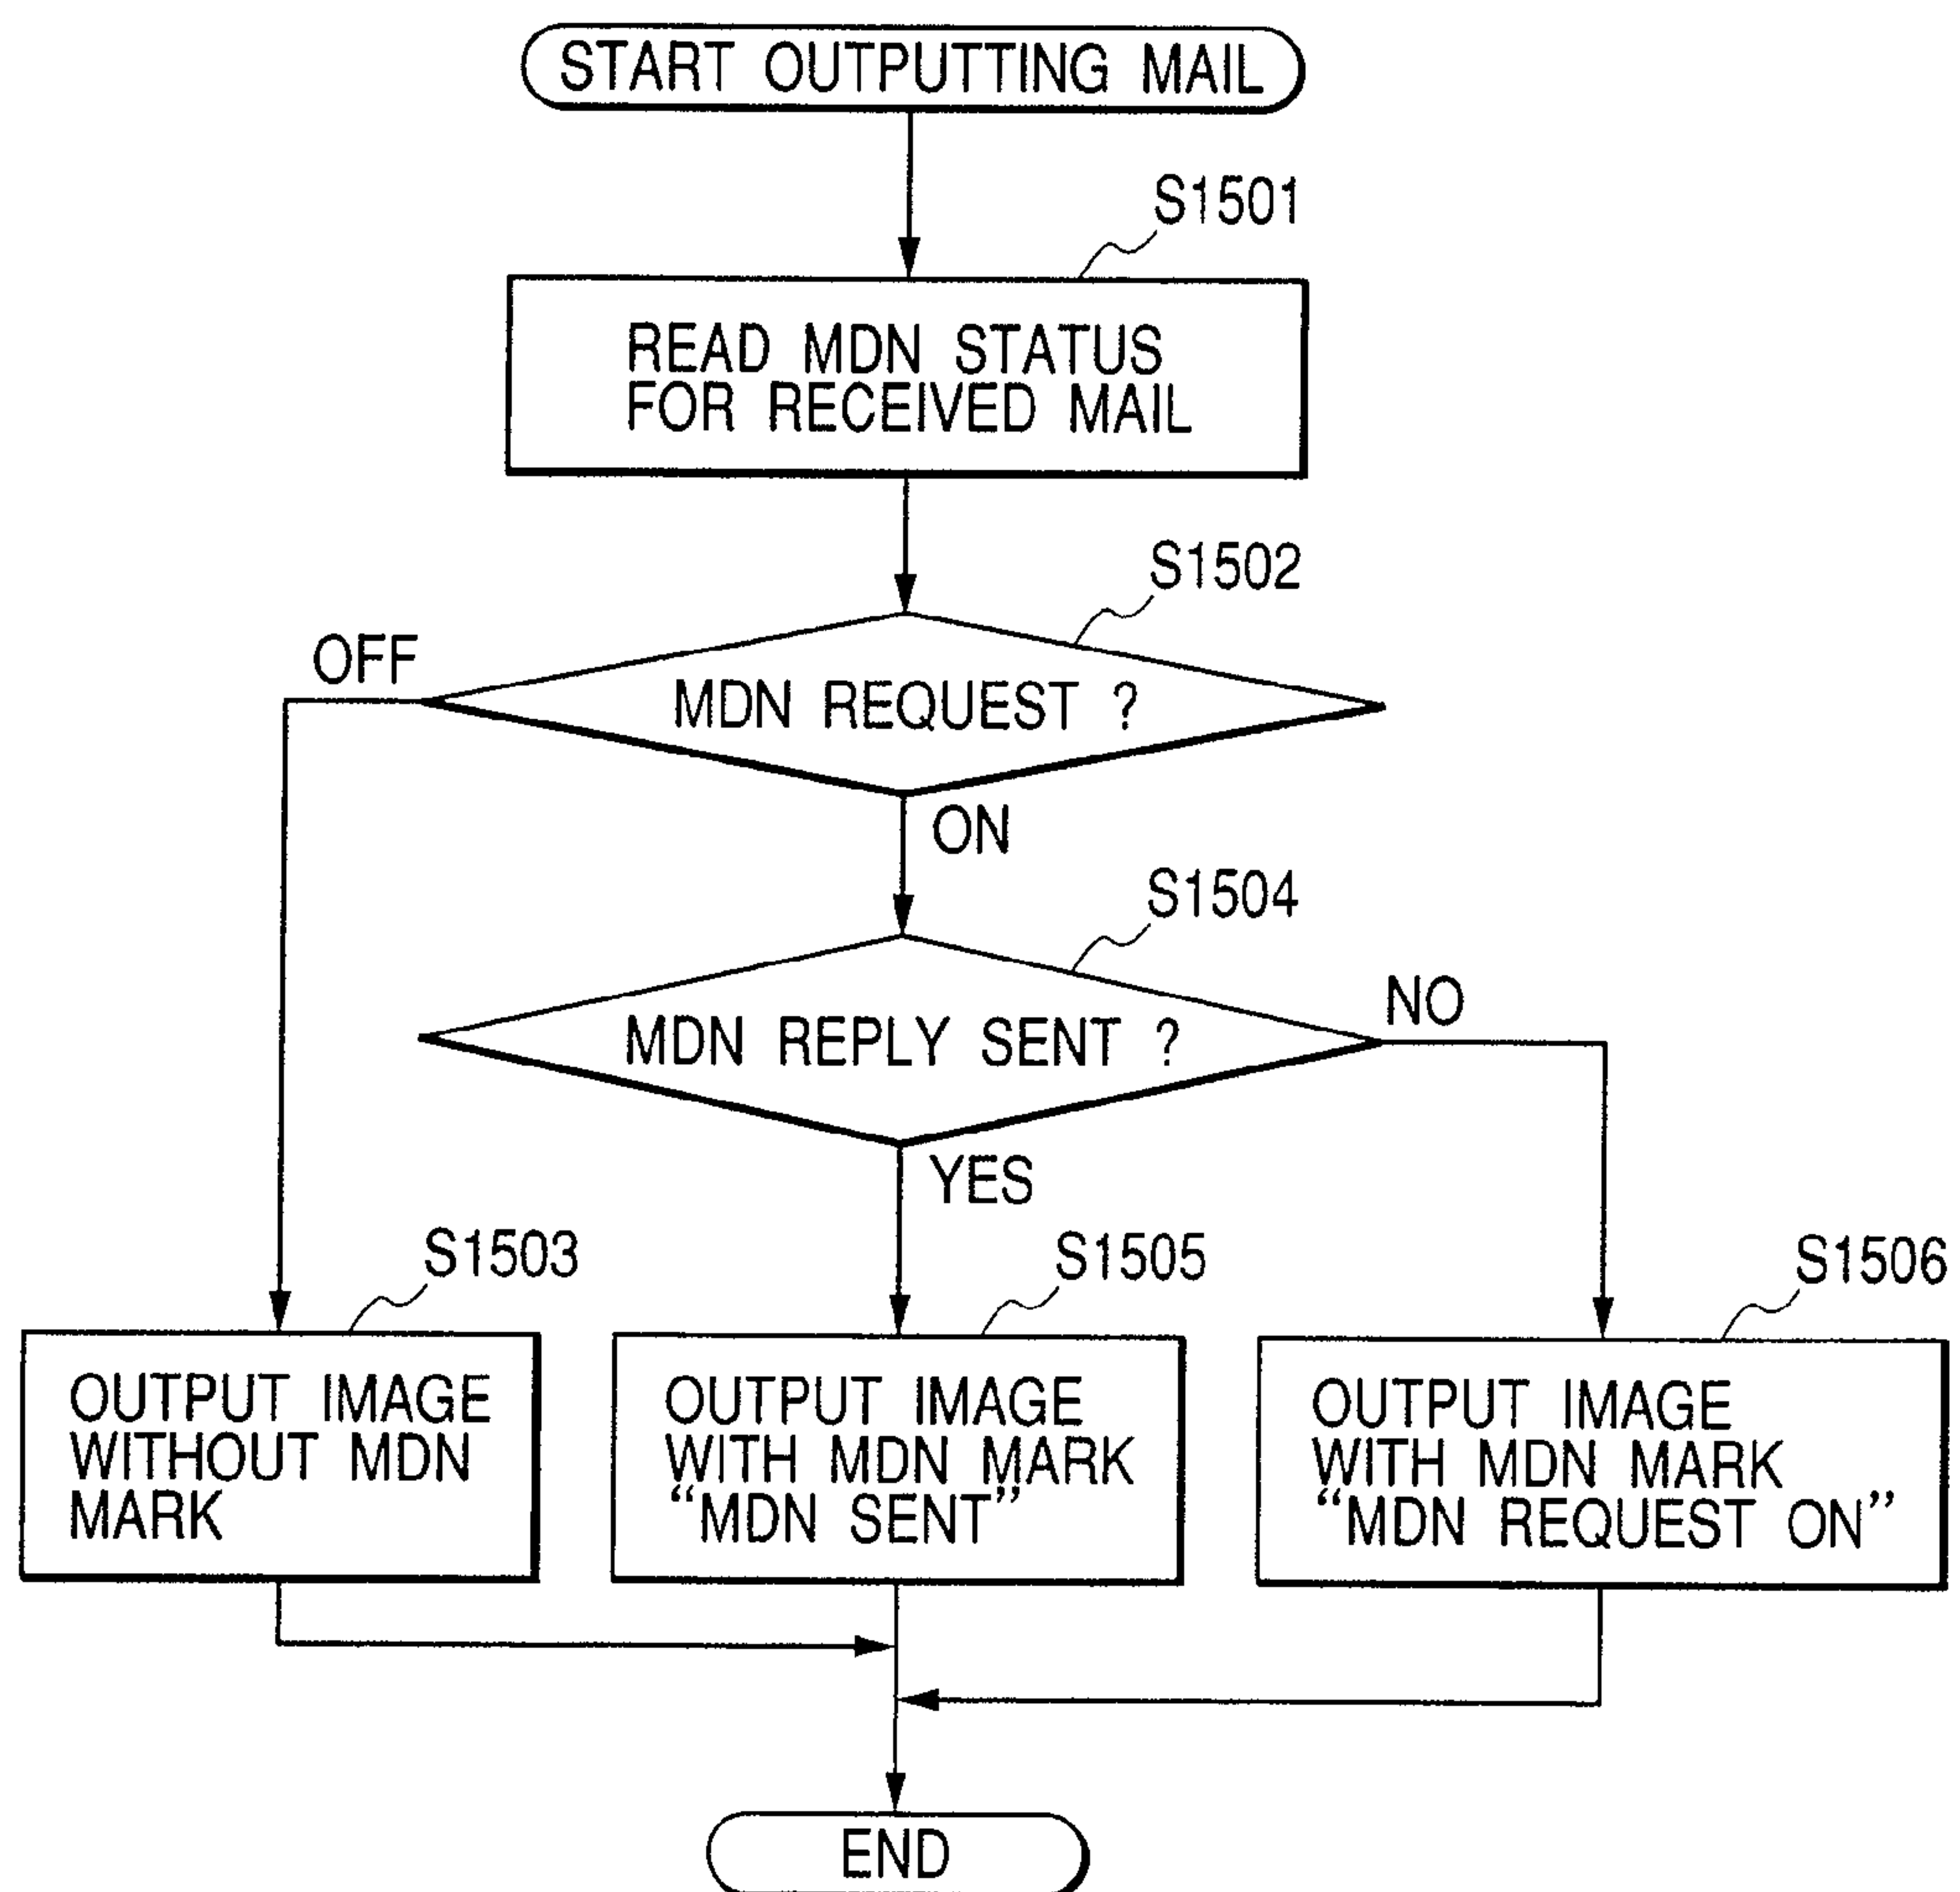 START OUTPUTTING MAIL
S1501
READ MDN STATUS
FOR RECEIVED MAIL
S1502
OFF
MDN REQUEST ?
ON
S1504
NO
MDN REPLY SENT ?
YES
S1503
S1505
S1506
OUTPUT IMAGE
WITHOUT MDN
MARK
OUTPUT IMAGE
WITH MDN MARK
“MDN SENT”
OUTPUT IMAGE
WITH MDN MARK
“MDN REQUEST ON”
END